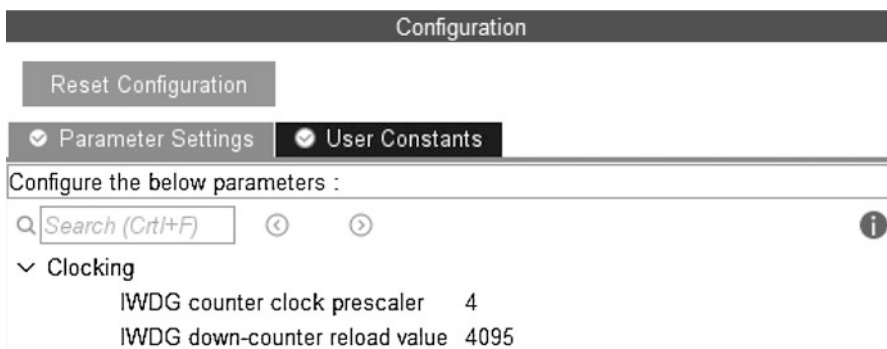 Configuration
Reset Configuration
Parameter Settings User Constants
Configure the below parameters :
Search (Crtl+F)
Clocking
IWDG counter clock prescaler 4
IWDG down-counter reload value 4095